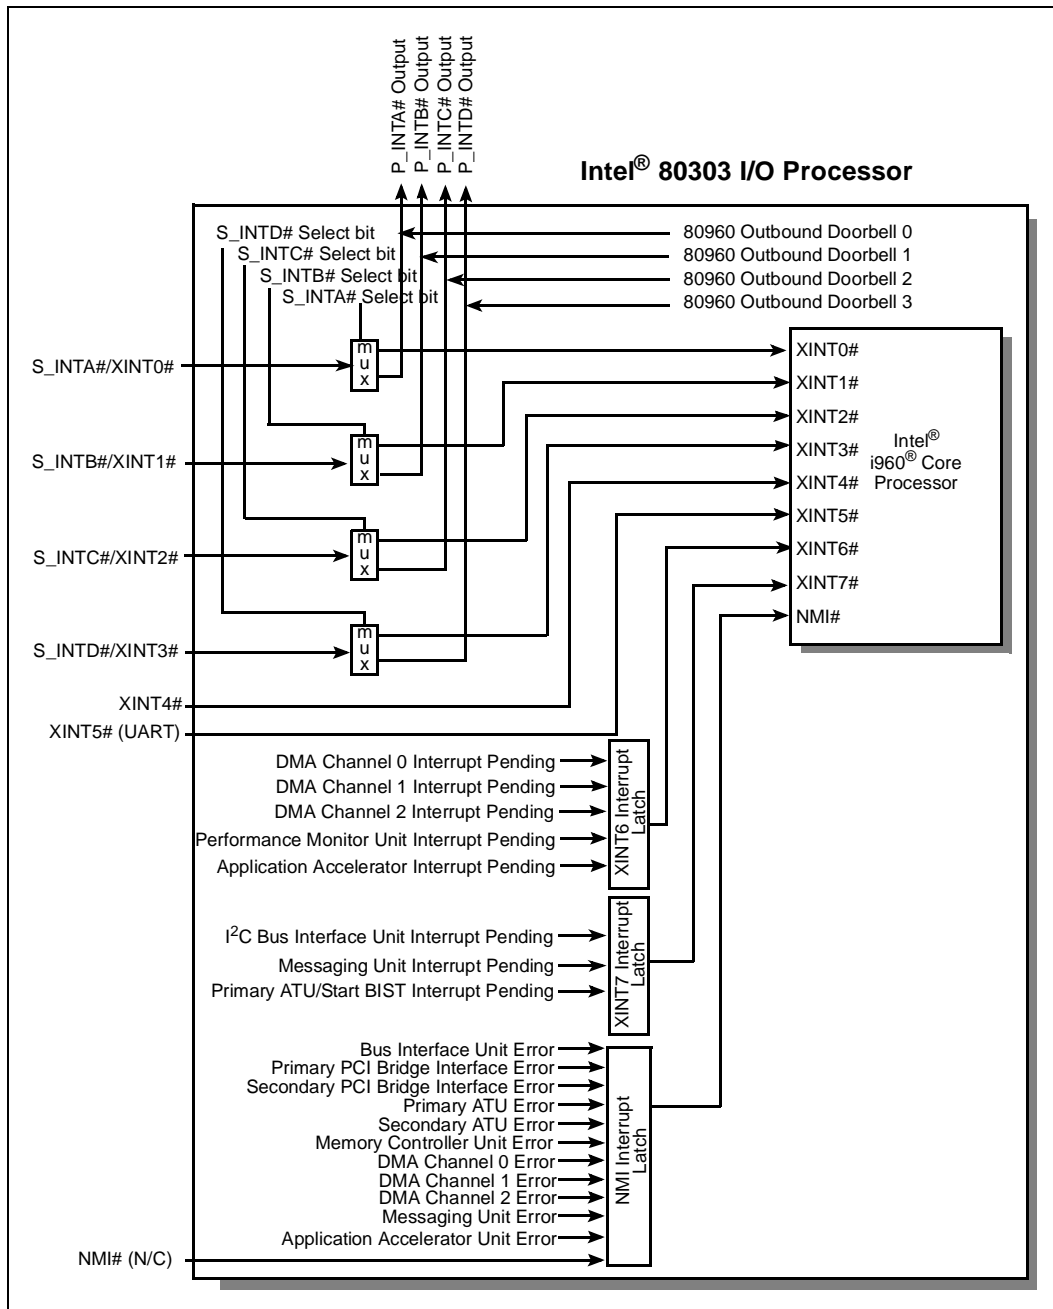 P_INTA# Output
P_INTB# Output
P_INTC# Output
P_INTD# Output
Intel® 80303 I/O Processor
S_INTD# Select bit
S_INTC# Select bit
S_INTB# Select bit
S_INTA# Select bit
80960 Outbound Doorbell 0
80960 Outbound Doorbell 1
80960 Outbound Doorbell 2
80960 Outbound Doorbell 3
S_INTA#/XINT0#
mux
S_INTB#/XINT1#
mux
S_INTC#/XINT2#
mux
S_INTD#/XINT3#
mux
XINT4#
XINT5# (UART)
XINT0#
XINT1#
XINT2#
XINT3#
XINT4#
XINT5#
XINT6#
XINT7#
NMI#
Intel®
i960® Core
Processor
DMA Channel 0 Interrupt Pending
DMA Channel 1 Interrupt Pending
DMA Channel 2 Interrupt Pending
Performance Monitor Unit Interrupt Pending
Application Accelerator Interrupt Pending
XINT6 Interrupt
Latch
I²C Bus Interface Unit Interrupt Pending
Messaging Unit Interrupt Pending
Primary ATU/Start BIST Interrupt Pending
XINT7 Interrupt
Latch
Bus Interface Unit Error
Primary PCI Bridge Interface Error
Secondary PCI Bridge Interface Error
Primary ATU Error
Secondary ATU Error
Memory Controller Unit Error
DMA Channel 0 Error
DMA Channel 1 Error
DMA Channel 2 Error
Messaging Unit Error
Application Accelerator Unit Error
NMI Interrupt
Latch
NMI# (N/C)